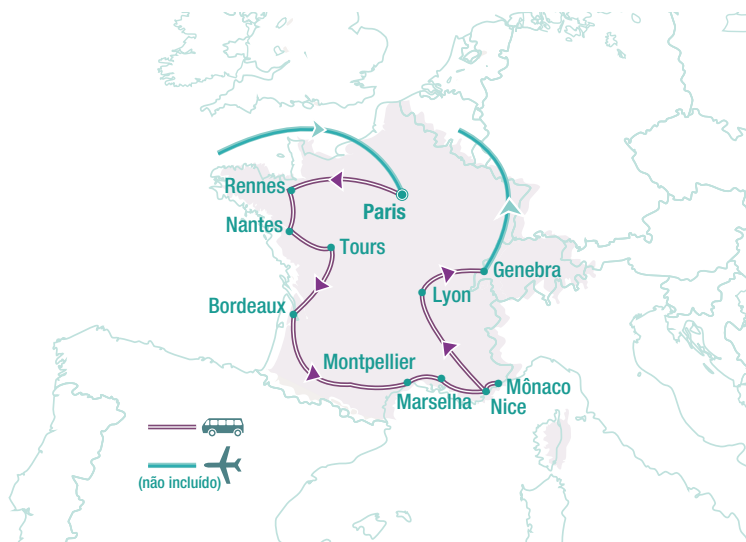 Rennes
Paris
Nantes
Tours
Genebra
Lyon
Bordeaux
Montpellier
Mônaco
Marselha
Nice
(não incluído)